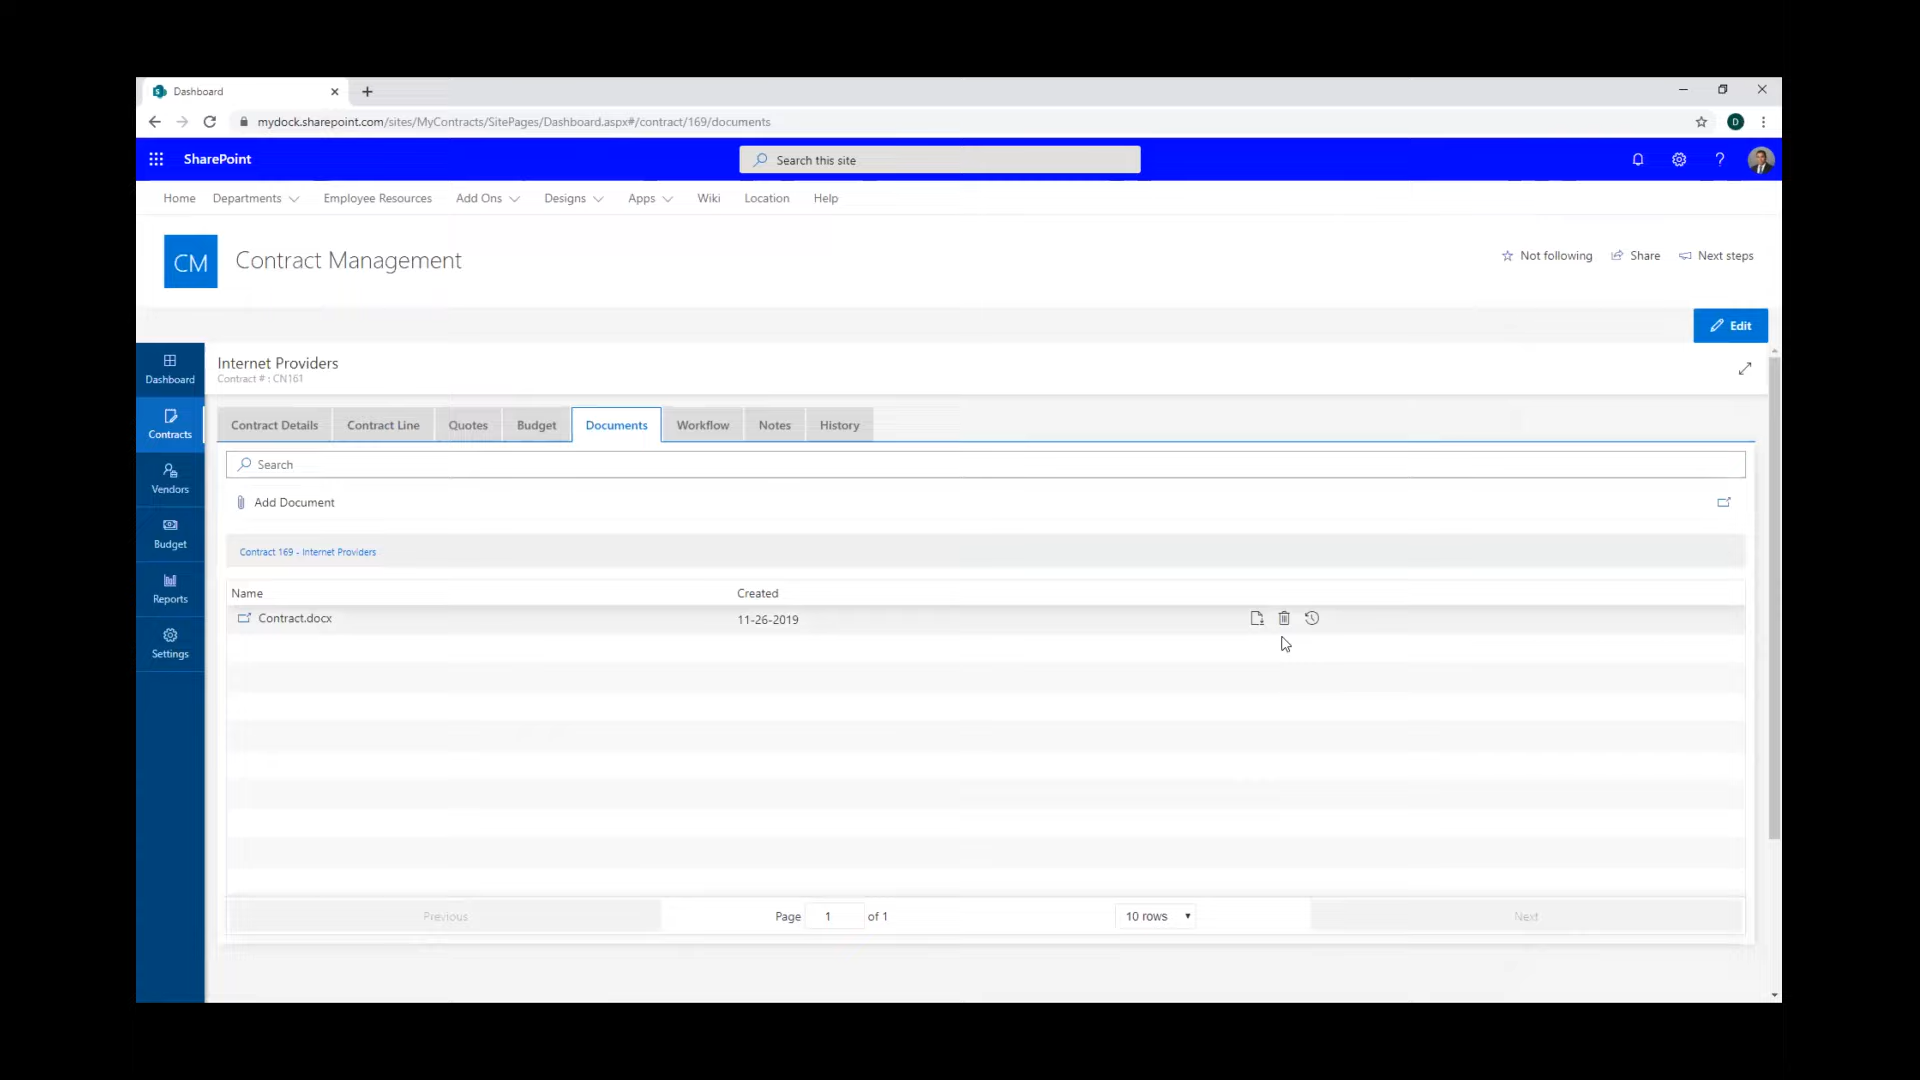 Dashboard
mydock.sharepoint.com/sites/MyContracts/SitePages/Dashboard.aspx#/contract/169/documents
D
SharePoint
Search this site
?
Home Departments Employee Resources Add Ons Designs Apps Wiki Location Help
CM Contract Management
Not following Share Next steps
Edit
Dashboard
Contracts
Vendors
Budget
Reports
Settings
Internet Providers
Contract # : CN161
Contract Details Contract Line Quotes Budget Documents Workflow Notes History
Search
Add Document
Contract 169 - Internet Providers
Name Created
Contract.docx 11-26-2019
Previous Page 1 of 1 10 rows Next